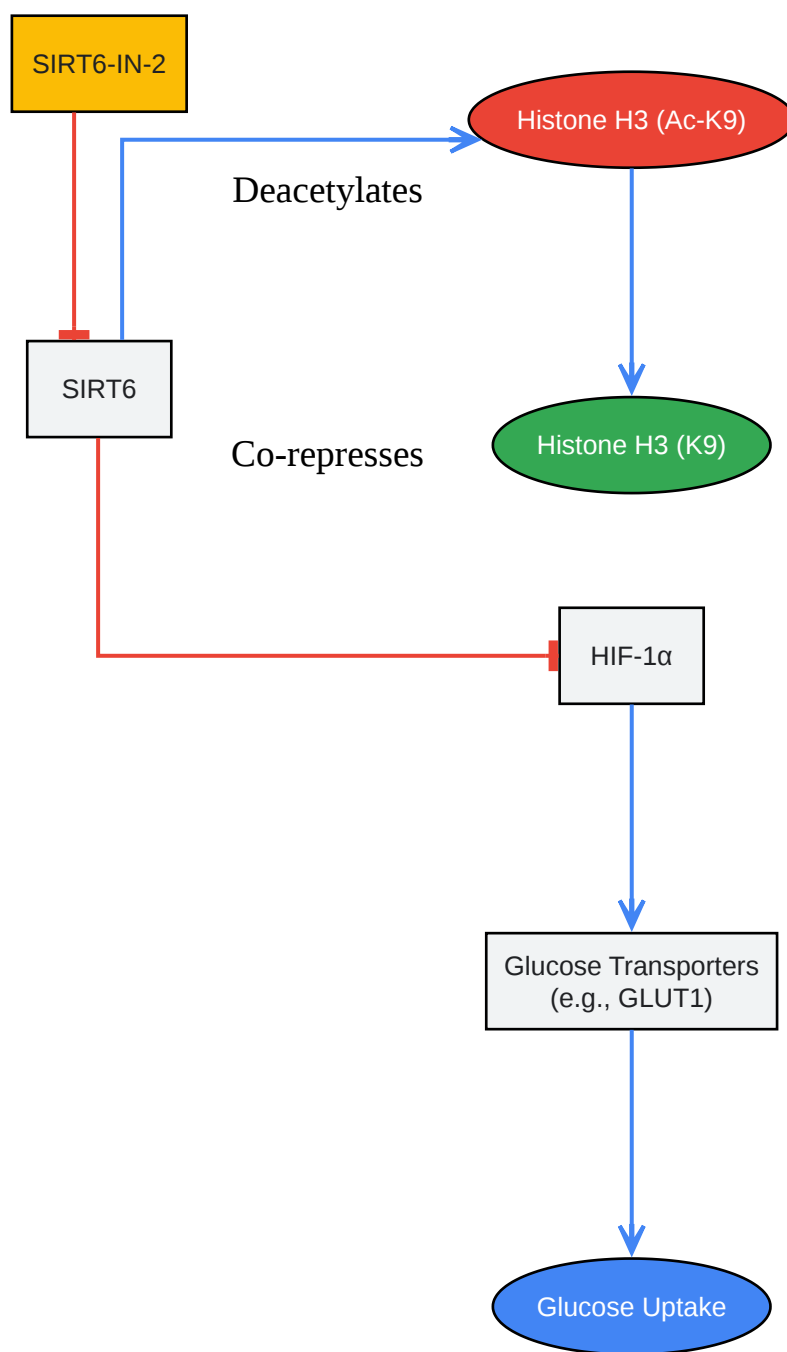 SIRT6-IN-2
Histone H3 (Ac-K9)
Deacetylates
SIRT6
Co-represses
Histone H3 (K9)
HIF-1α
Glucose Transporters
(e.g., GLUT1)
Glucose Uptake